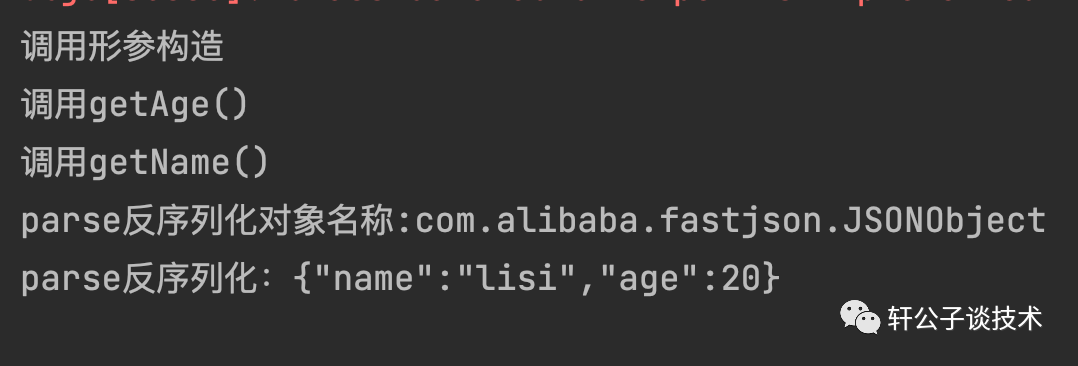 调用形参构造
调用getAge()
调用getName()
parse反序列化对象名称:com.alibaba.fastjson.JSONObject
parse反序列化：{"name":"lisi","age":20}
轩公子谈技术